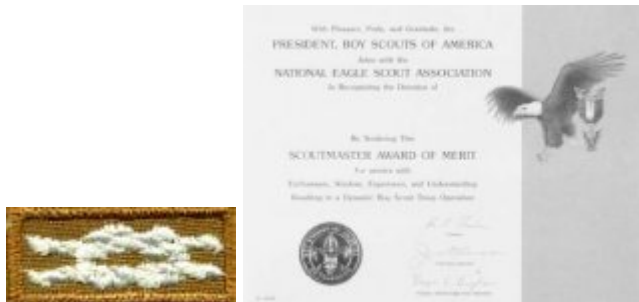 With Pleasure, Pride, and Gratitude, the
PRESIDENT, BOY SCOUTS OF AMERICA
Joins with the
NATIONAL EAGLE SCOUT ASSOCIATION
In Recognizing the Devotion of
By Awarding This
SCOUTMASTER AWARD OF MERIT
For service with
Enthusiasm, Wisdom, Experience, and Understanding
Resulting in a Dynamic Boy Scout Troop Operation